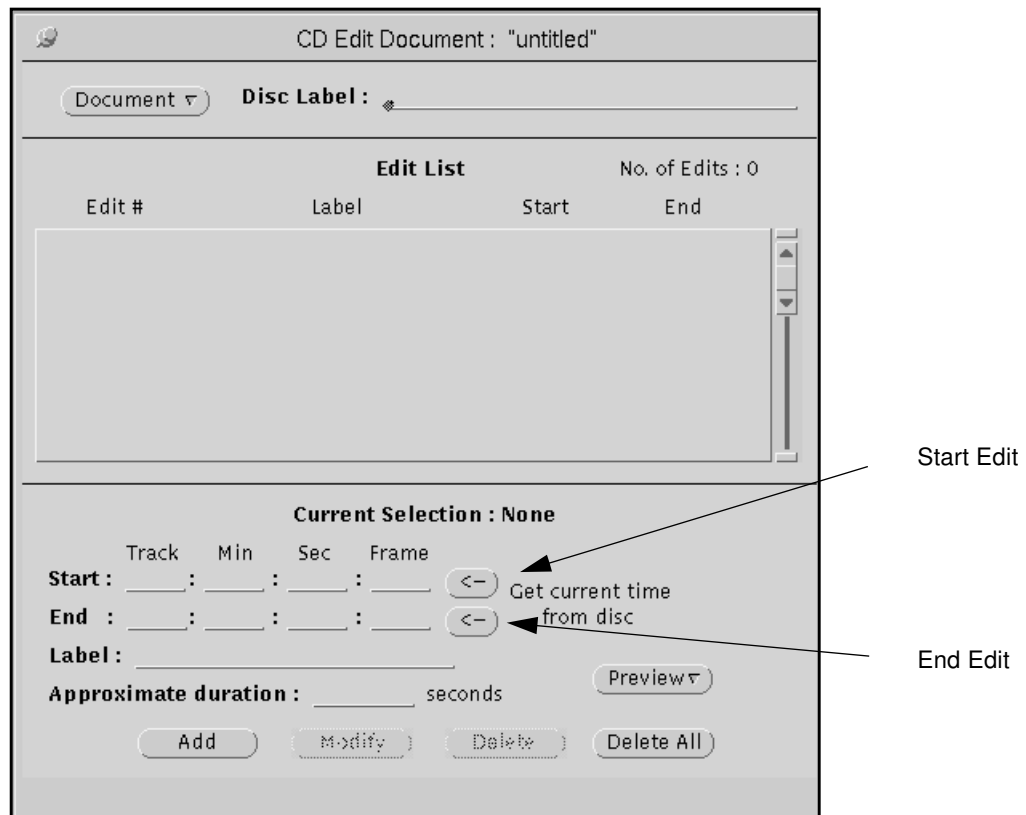 CD Edit Document : "untitled"
Document Disc Label :
Edit List No. of Edits : 0
Edit # Label Start End
Start Edit
Current Selection : None
Track Min Sec Frame
Start : : : : <-
Get current time
End : : : : <- from disc
Label :
End Edit
Preview
Approximate duration : seconds
Add Modify Delete Delete All